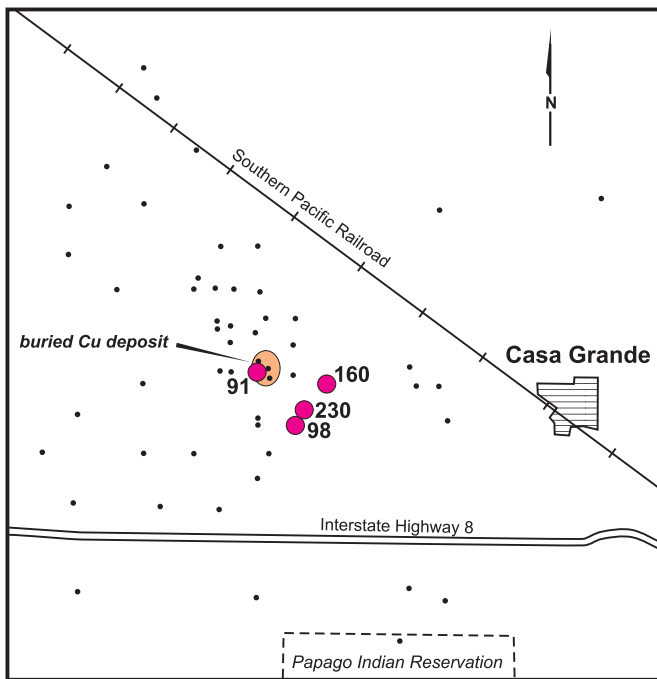 N
Southern Pacific Railroad
buried Cu deposit
Casa Grande
160
91
230
98
Interstate Highway 8
Papago Indian Reservation